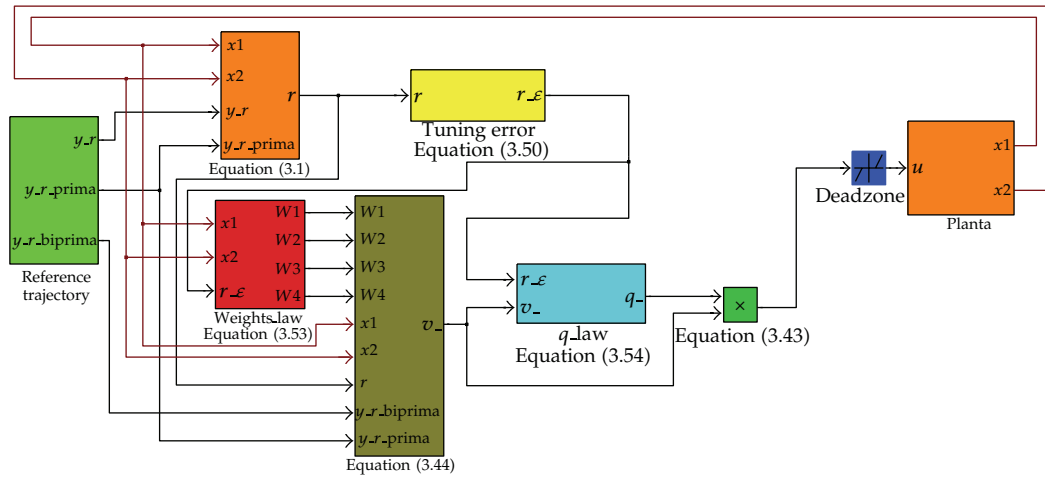 y_r
y_r_prima
y_r_biprima
Reference
trajectory
x1
x2
y_r
y_r_prima
r
Equation (3.1)
r
r_ε
Tuning error
Equation (3.50)
x1
x2
r_ε
W1
W2
W3
W4
Weights_law
Equation (3.53)
W1
W2
W3
W4
x1
x2
r
y_r_biprima
y_r_prima
v_
Equation (3.44)
r_ε
v_
q_
q_law
Equation (3.54)
×
Equation (3.43)
Deadzone
u
x1
x2
Planta